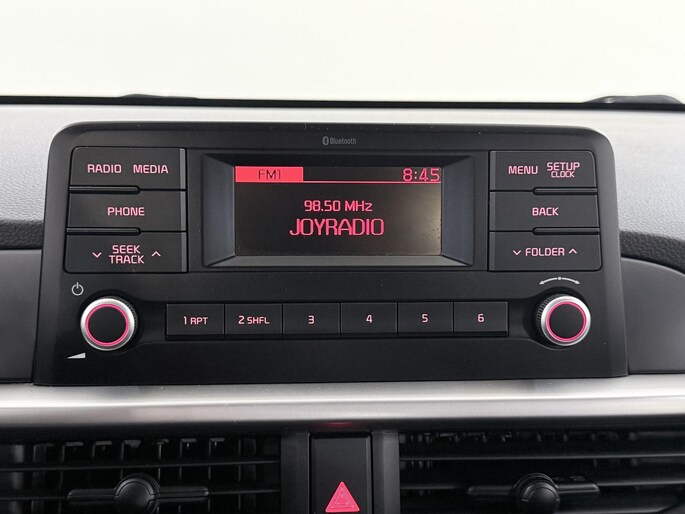 Bluetooth
RADIO MEDIA
PHONE
SEEK
TRACK
FM1 8:45
98.50 MHz
JOYRADIO
MENU SETUP
CLOCK
BACK
FOLDER
1 RPT 2 SHFL 3 4 5 6